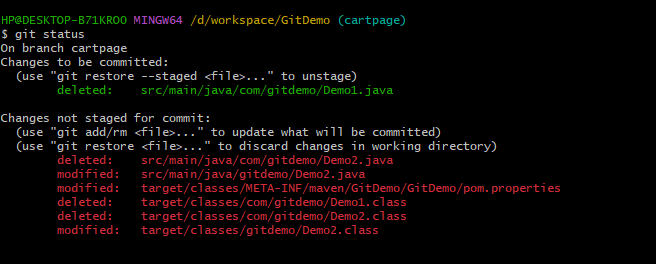 HP@DESKTOP-B71KROO MINGW64 /d/workspace/GitDemo (cartpage)
$ git status
On branch cartpage
Changes to be committed:
  (use "git restore --staged <file>..." to unstage)
        deleted:    src/main/java/com/gitdemo/Demo1.java

Changes not staged for commit:
  (use "git add/rm <file>..." to update what will be committed)
  (use "git restore <file>..." to discard changes in working directory)
        deleted:    src/main/java/com/gitdemo/Demo2.java
        modified:   src/main/java/gitdemo/Demo2.java
        modified:   target/classes/META-INF/maven/GitDemo/GitDemo/pom.properties
        deleted:    target/classes/com/gitdemo/Demo1.class
        deleted:    target/classes/com/gitdemo/Demo2.class
        modified:   target/classes/gitdemo/Demo2.class